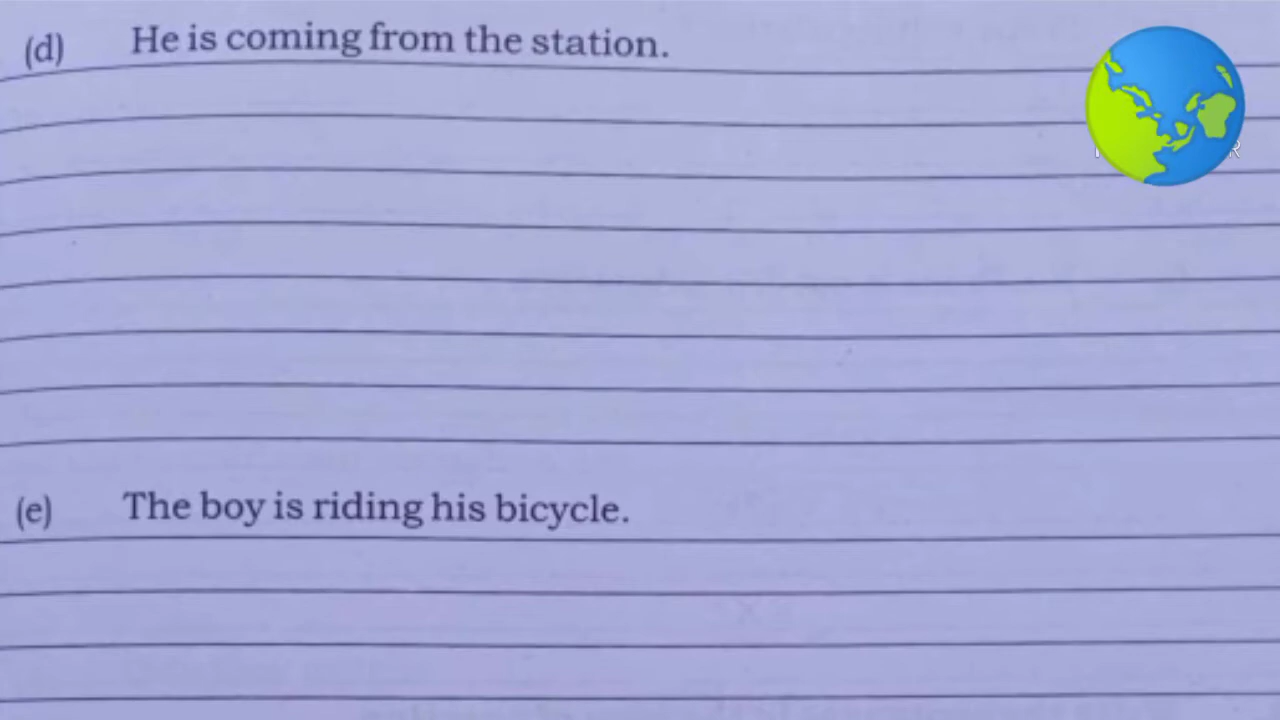 (d) He is coming from the station.
(e) The boy is riding his bicycle.